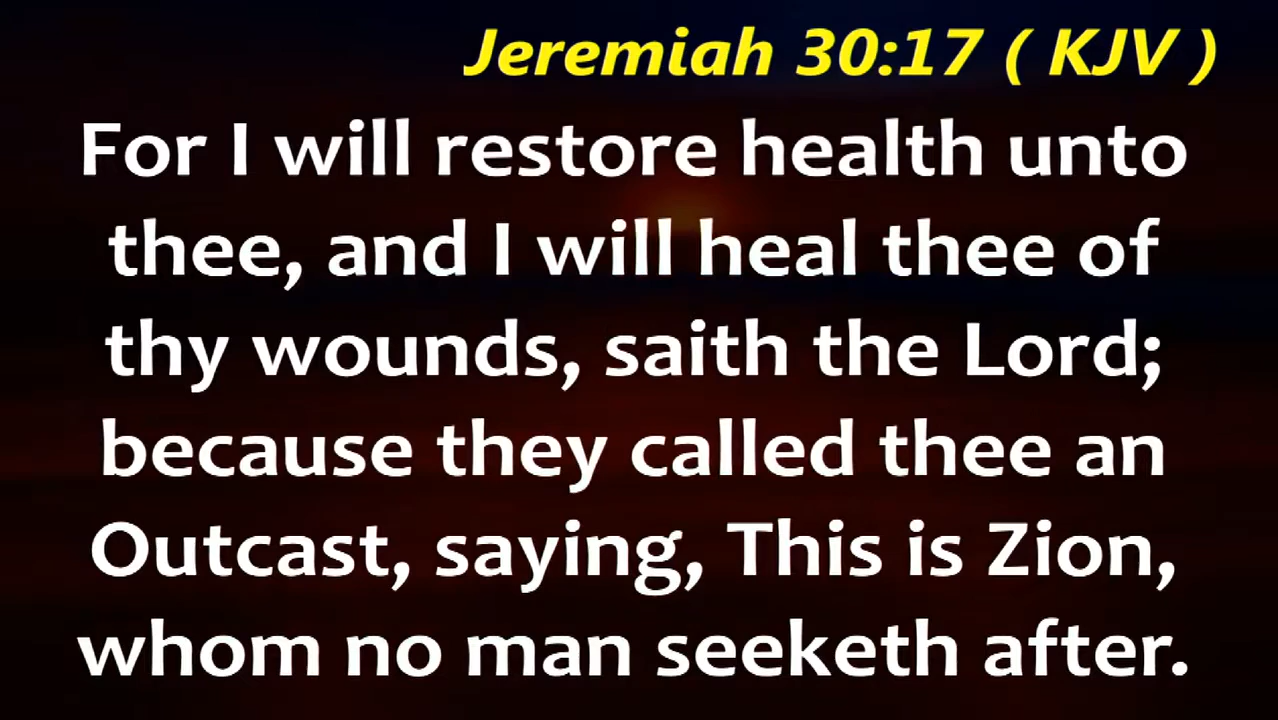 Jeremiah 30:17 ( KJV )
For I will restore health unto
thee, and I will heal thee of
thy wounds, saith the Lord;
because they called thee an
Outcast, saying, This is Zion,
whom no man seeketh after.